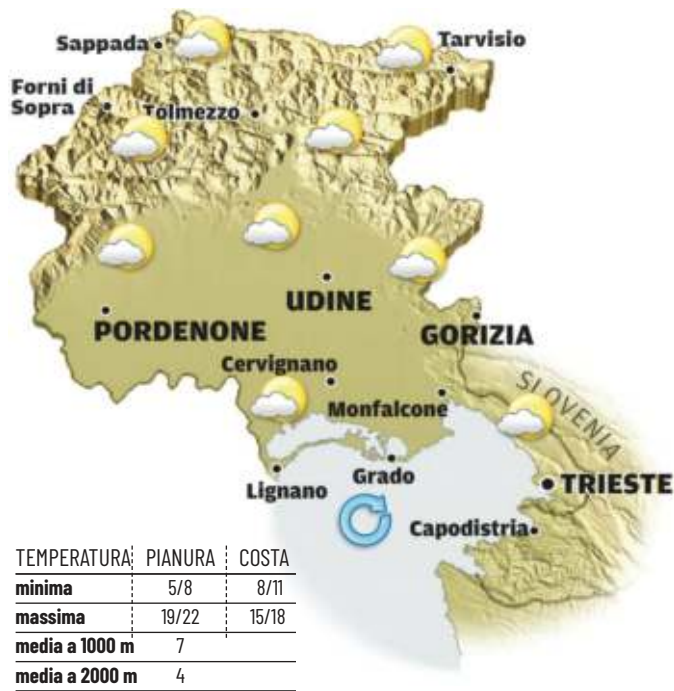 Sappada
Tarvisio
Forni di
Sopra
Tolmezzo
UDINE
PORDENONE
GORIZIA
Cervignano
Monfalcone
SLOVENIA
Grado
Lignano
TRIESTE
Capodistria
TEMPERATURA PIANURA COSTA
minima 5/8 8/11
massima 19/22 15/18
media a 1000 m 7
media a 2000 m 4